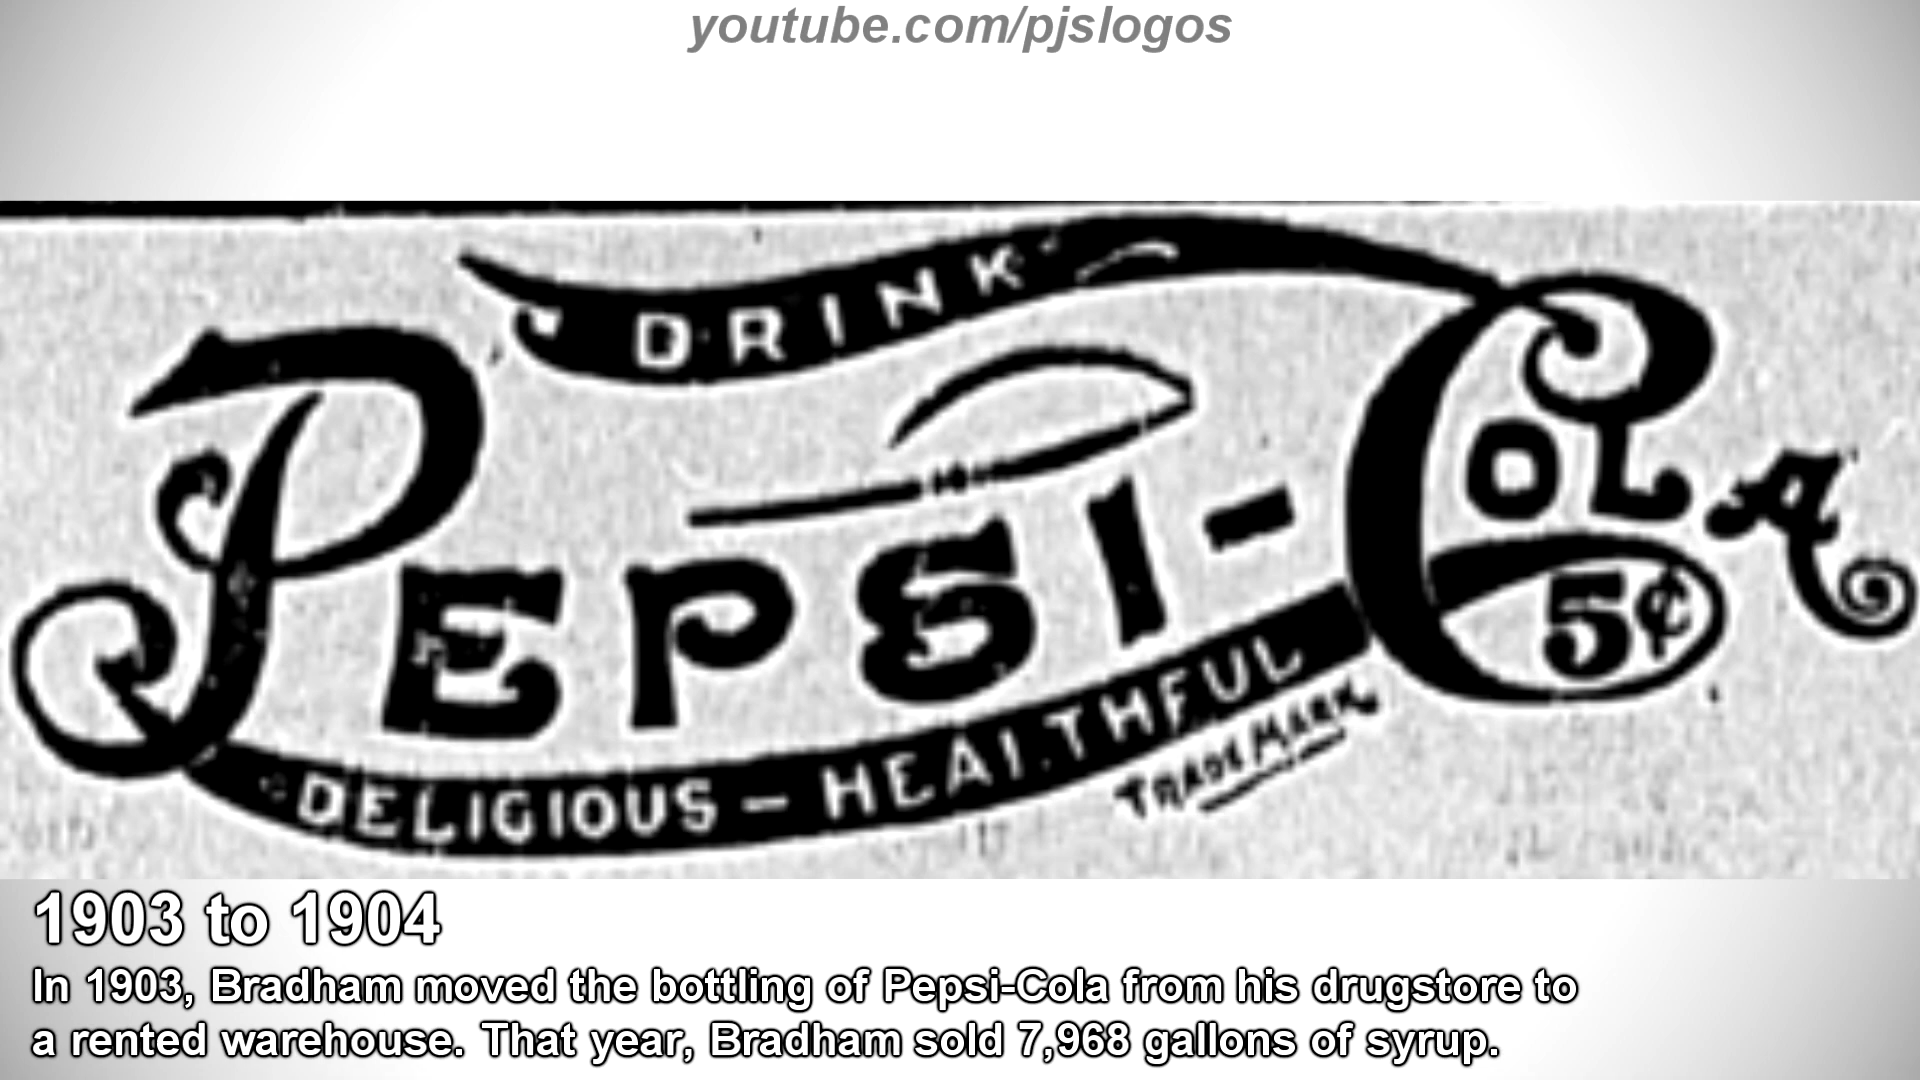 youtube.com/pjslogos
DRINK
PEPSI-COLA
5¢
DELICIOUS - HEALTHFUL
TRADE MARK
1903 to 1904
In 1903, Bradham moved the bottling of Pepsi-Cola from his drugstore to
a rented warehouse. That year, Bradham sold 7,968 gallons of syrup.